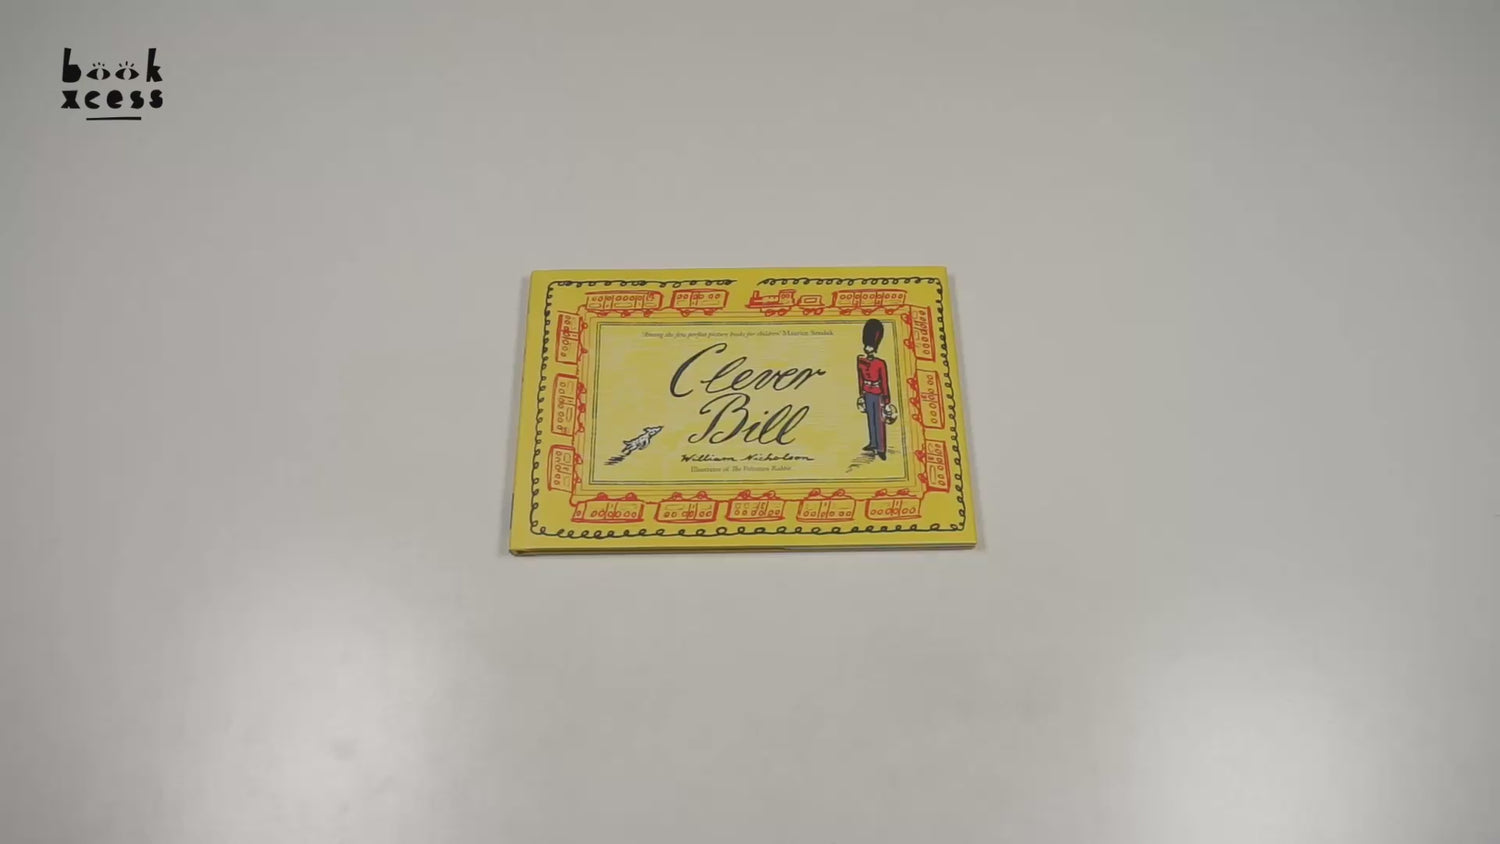 book
xcess
'Among the few perfect picture books for children' Maurice Sendak
Clever
Bill
William Nicholson
Illustrator of The Velveteen Rabbit